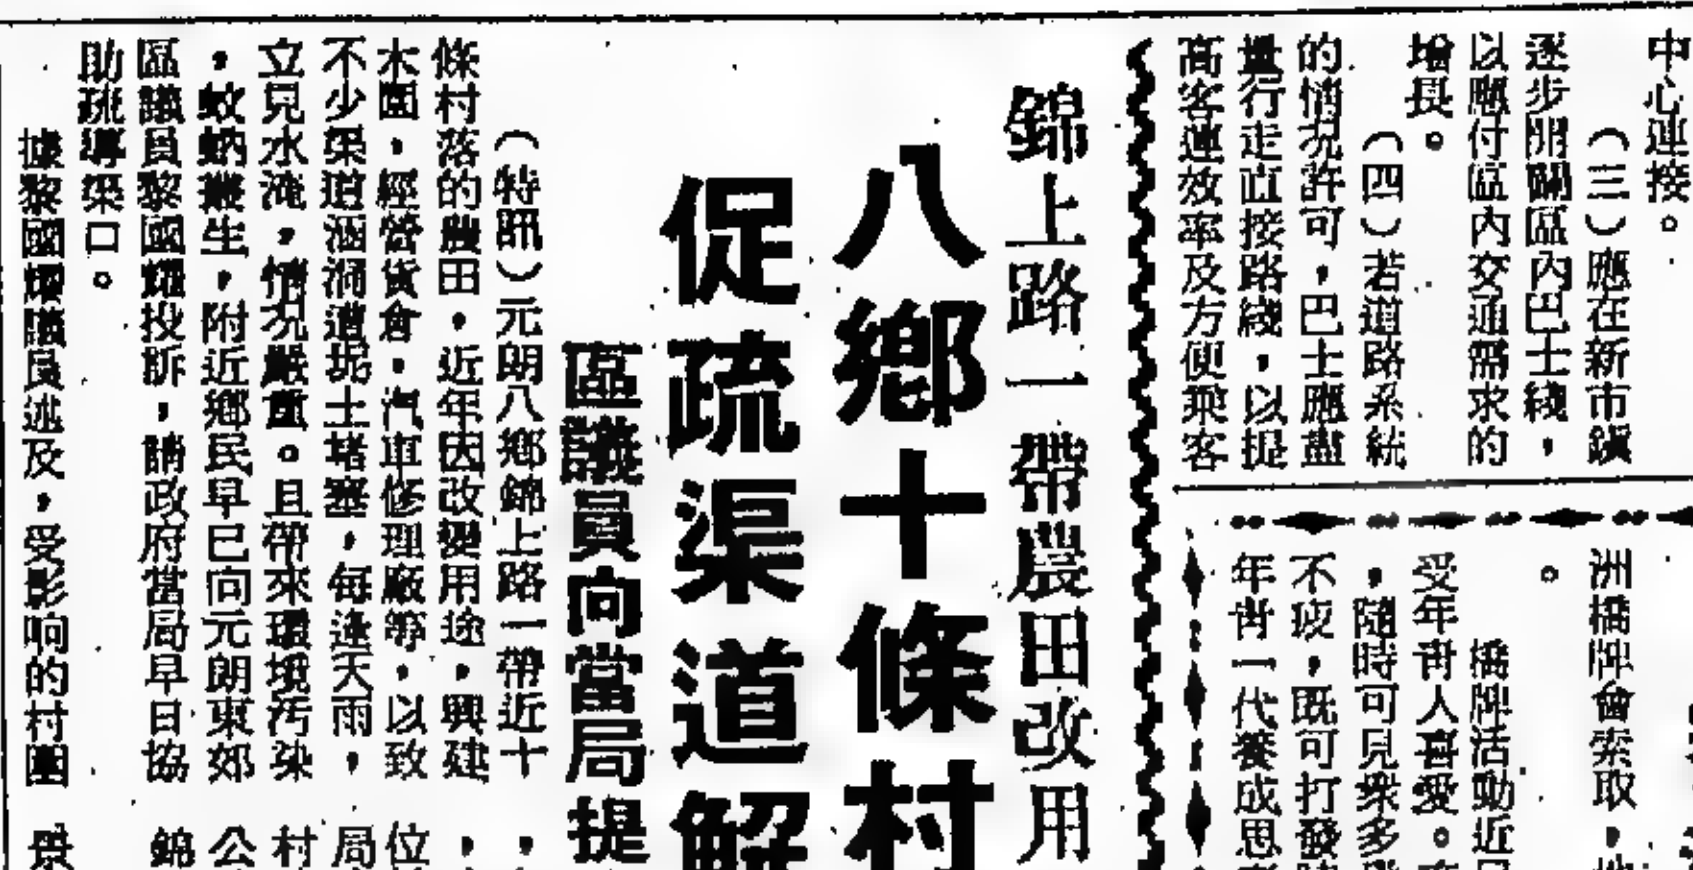 中心連接。
（三）應在新市鎮
逐步開闢區內巴士綫，
以應付區內交通需求的
增長。
（四）若道路系統
的情況許可，巴士應盡
量行走直接路綫，以提
高客運效率及方便乘客
洲橋牌會索取，
。
橋牌活動近
受年青人喜愛。
，隨時可見衆多
不疲，既可打發
年青一代養成思
錦上路一帶農田改用
八鄉十條村
促疏渠道解
區議員向當局提
（特訊）元朗八鄉錦上路一帶近十
條村落的農田，近年因改變用途，興建
木園，經營貨倉，汽車修理廠等，以致
不少渠道涵洞遭坭土堵塞，每逢天雨，
立見水淹，情況嚴重。且帶來環境汚染
，蚊蚋叢生，附近鄉民早已向元朗東郊
區議員黎國燿投訴，請政府當局早日協
助疏導渠口。
據黎國燿議員述及，受影响的村圍
，
，
位
局
村
公
錦
景